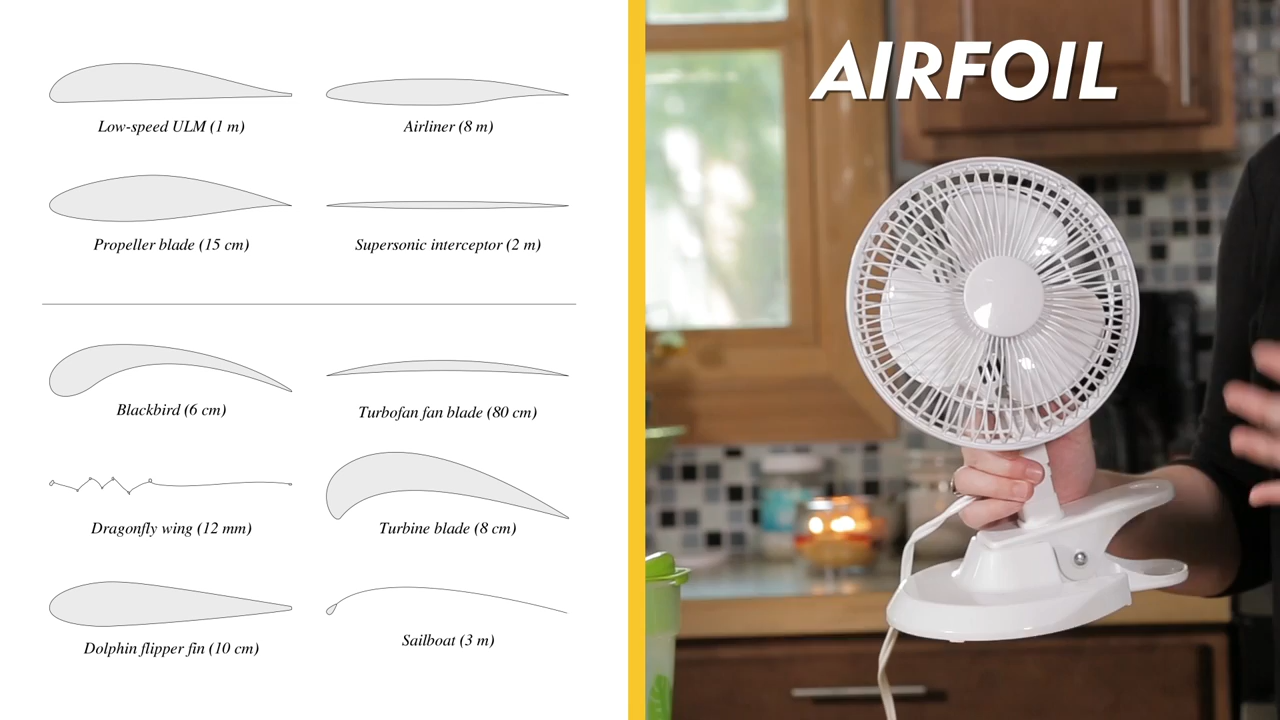 AIRFOIL
Low-speed ULM (1 m)
Airliner (8 m)
Propeller blade (15 cm)
Supersonic interceptor (2 m)
Blackbird (6 cm)
Turbofan fan blade (80 cm)
Dragonfly wing (12 mm)
Turbine blade (8 cm)
Dolphin flipper fin (10 cm)
Sailboat (3 m)